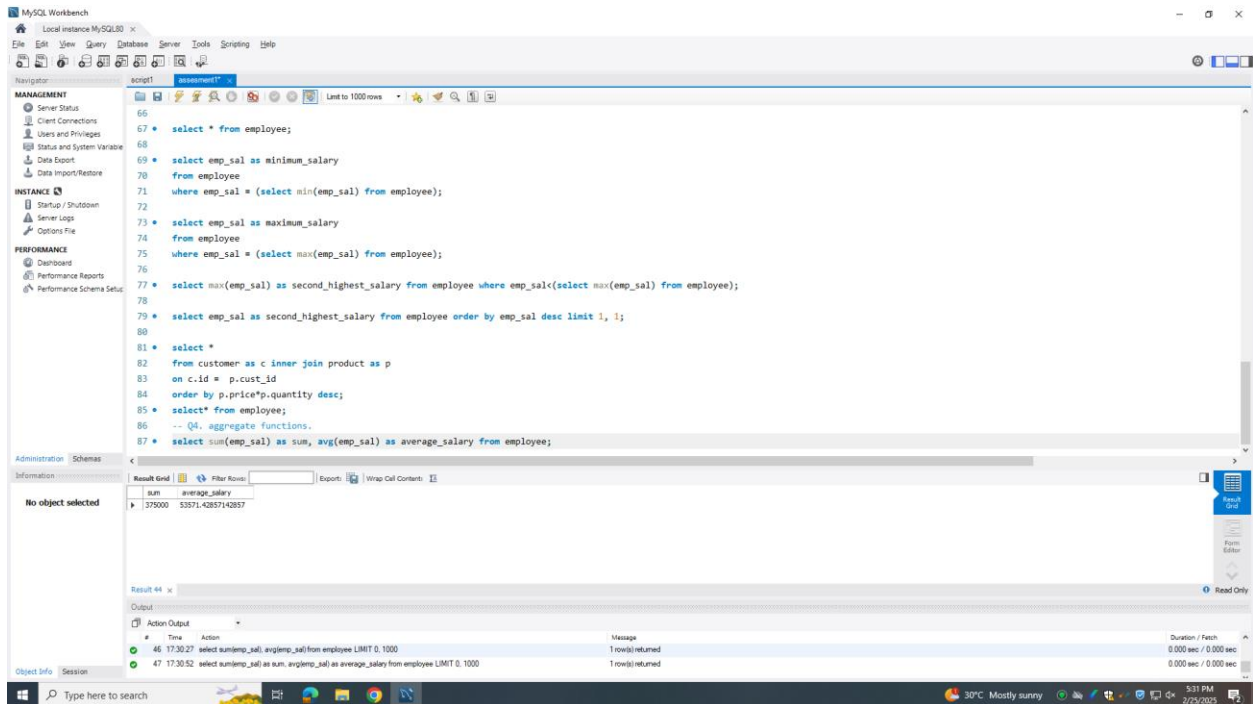 MySQL Workbench
Local instance MySQL80 ×
File Edit View Query Database Server Tools Scripting Help
Navigator
script1 assesment1* ×
MANAGEMENT
Server Status
Client Connections
Users and Privileges
Status and System Variable
Data Export
Data Import/Restore
INSTANCE
Startup / Shutdown
Server Logs
Options File
PERFORMANCE
Dashboard
Performance Reports
Performance Schema Setup
Administration Schemas
Information
No object selected
Object Info Session
Limit to 1000 rows
66
67 select * from employee;
68
69 select emp_sal as minimum_salary
70 from employee
71 where emp_sal = (select min(emp_sal) from employee);
72
73 select emp_sal as maximum_salary
74 from employee
75 where emp_sal = (select max(emp_sal) from employee);
76
77 select max(emp_sal) as second_highest_salary from employee where emp_sal<(select max(emp_sal) from employee);
78
79 select emp_sal as second_highest_salary from employee order by emp_sal desc limit 1, 1;
80
81 select *
82 from customer as c inner join product as p
83 on c.id = p.cust_id
84 order by p.price*p.quantity desc;
85 select* from employee;
86 -- Q4. aggregate functions.
87 select sum(emp_sal) as sum, avg(emp_sal) as average_salary from employee;
Result Grid Filter Rows: Export: Wrap Cell Content:
sum average_salary
375000 53571.42857142857
Result Grid
Form Editor
Result 44 ×
Read Only
Output
Action Output
# Time Action Message Duration / Fetch
46 17:30:27 select sum(emp_sal), avg(emp_sal) from employee LIMIT 0, 1000 1 row(s) returned 0.000 sec / 0.000 sec
47 17:30:52 select sum(emp_sal) as sum, avg(emp_sal) as average_salary from employee LIMIT 0, 1000 1 row(s) returned 0.000 sec / 0.000 sec
Type here to search
30°C Mostly sunny
5:31 PM
2/25/2025